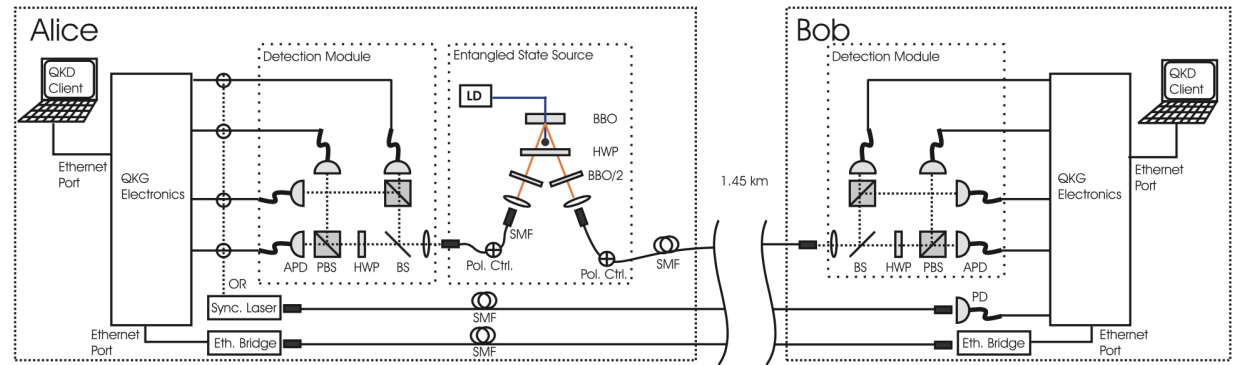 Alice
QKD
Client
Ethernet
Port
QKG
Electronics
Detection Module
APD
PBS
HWP
BS
OR
Sync. Laser
Ethernet
Port
Eth. Bridge
Entangled State Source
LD
BBO
HWP
BBO/2
SMF
Pol. Ctrl.
Pol. Ctrl.
SMF
SMF
SMF
1.45 km
Bob
Detection Module
BS
HWP
PBS
APD
PD
Eth. Bridge
QKG
Electronics
QKD
Client
Ethernet
Port
Ethernet
Port